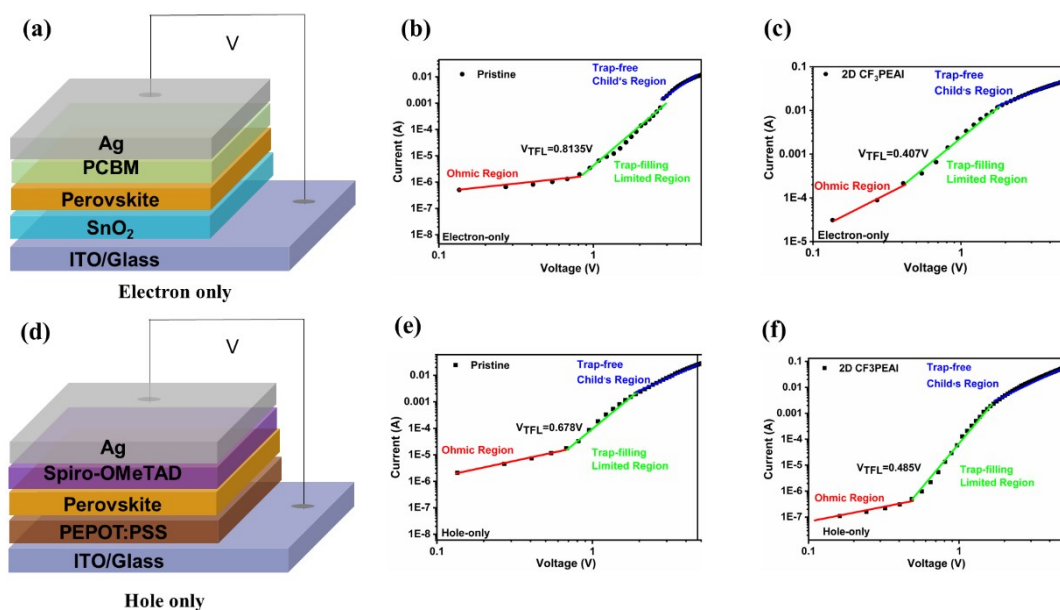 (a)
V
Ag
PCBM
Perovskite
SnO₂
ITO/Glass
Electron only
(b)
Pristine
Trap-free
Child's Region
V_TFL=0.8135V
Ohmic Region
Trap-filling
Limited Region
Electron-only
0.01
0.001
1E-4
1E-5
1E-6
1E-7
1E-8
Current (A)
0.1
1
Voltage (V)
(c)
2D CF₃PEAI
Trap-free
Child's Region
V_TFL=0.407V
Ohmic Region
Trap-filling
Limited Region
Electron-only
0.1
0.01
0.001
1E-4
1E-5
Current (A)
0.1
1
Voltage (V)
(d)
V
Ag
Spiro-OMeTAD
Perovskite
PEPOT:PSS
ITO/Glass
Hole only
(e)
Pristine
Trap-free
Child's Region
V_TFL=0.678V
Ohmic Region
Trap-filling
Limited Region
Hole-only
0.01
0.001
1E-4
1E-5
1E-6
1E-7
1E-8
Current (A)
0.1
1
Voltage (V)
(f)
2D CF3PEAI
Trap-free
Child's Region
V_TFL=0.485V
Ohmic Region
Trap-filling
Limited Region
Hole-only
0.1
0.01
0.001
1E-4
1E-5
1E-6
1E-7
Current (A)
0.1
1
Voltage (V)